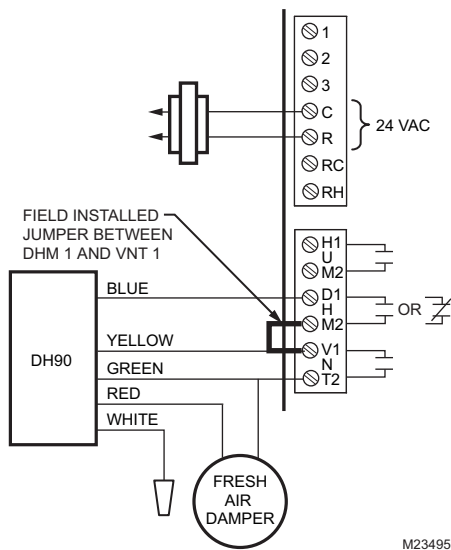 1
2
3
C
R
24 VAC
RC
RH
FIELD INSTALLED
JUMPER BETWEEN
DHM 1 AND VNT 1
H1
U
M2
BLUE
D1
H
OR
M2
DH90
YELLOW
V1
N
GREEN
T2
RED
WHITE
FRESH
AIR
DAMPER
M23495